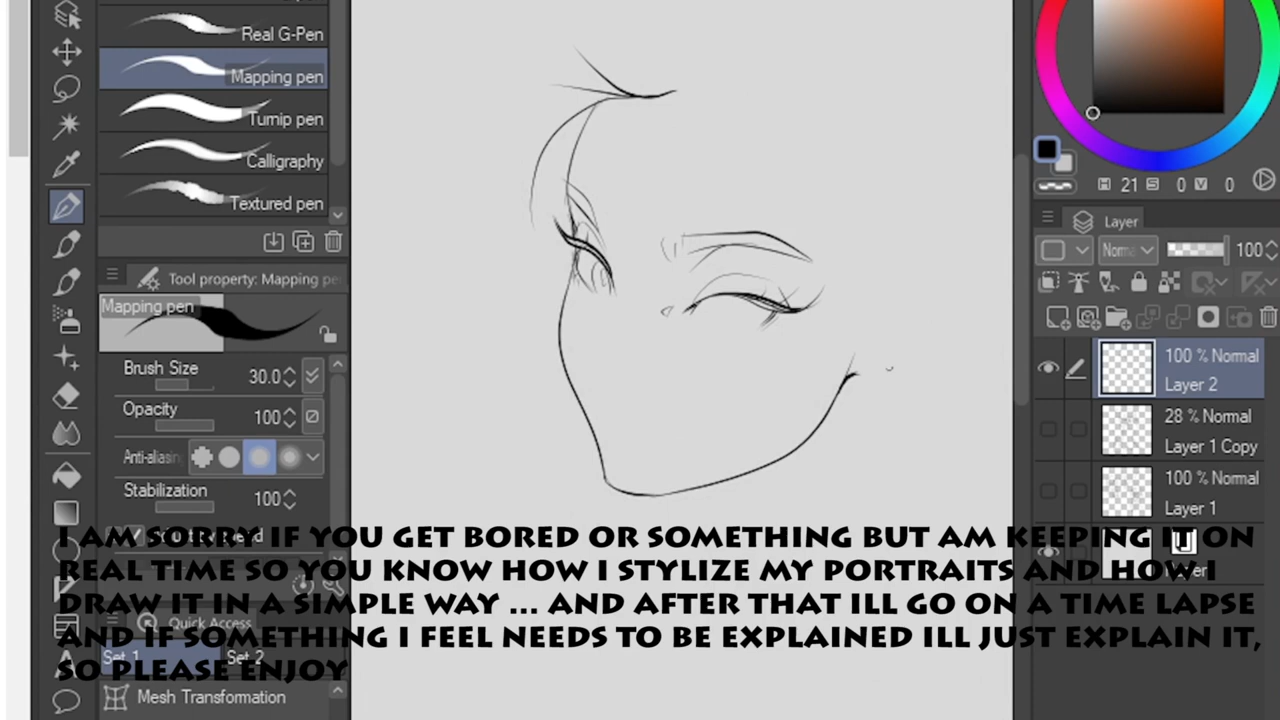 Real G-Pen
Mapping pen
Turnip pen
Calligraphy
Textured pen
Tool property: Mapping pe
Mapping pen
Brush Size 30.0
Opacity 100
Anti-aliasin
Stabilization 100
Quick Access
Set 1 Set 2
Mesh Transformation
H 21 S 0 V 0
Layer
Norm 100
100 % Normal
Layer 2
28 % Normal
Layer 1 Copy
100 % Normal
Layer 1
I AM SORRY IF YOU GET BORED OR SOMETHING BUT AM KEEPING IT ON
REAL TIME SO YOU KNOW HOW I STYLIZE MY PORTRAITS AND HOW I
DRAW IT IN A SIMPLE WAY ... AND AFTER THAT ILL GO ON A TIME LAPSE
AND IF SOMETHING I FEEL NEEDS TO BE EXPLAINED ILL JUST EXPLAIN IT,
SO PLEASE ENJOY